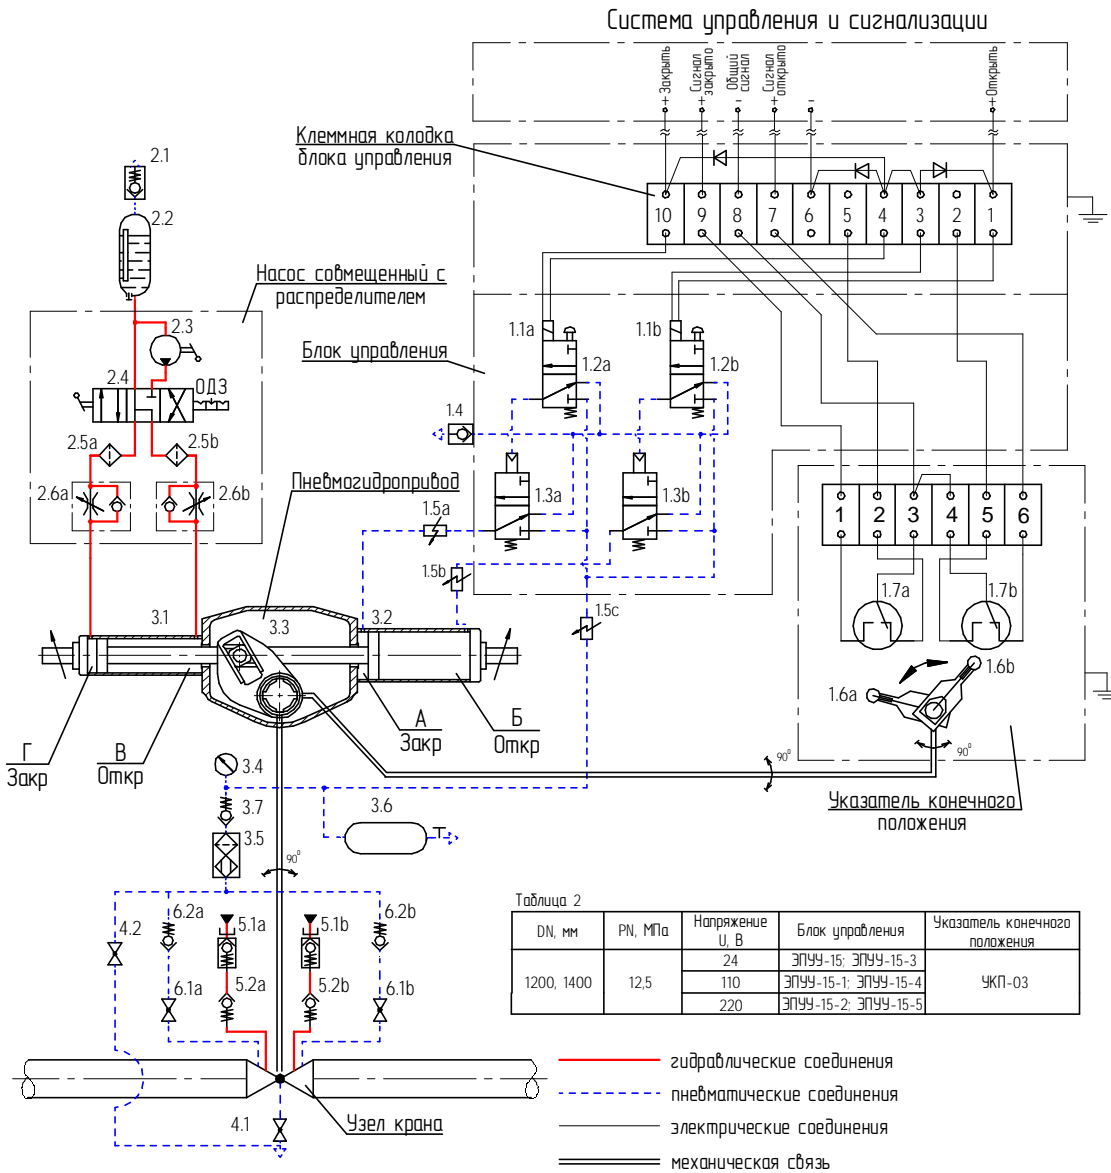 Система управления и сигнализации
+ Закрыть
+ Сигнал закрыто
- Общий сигнал
+ Сигнал открыто
-
+ Открыть
Клеммная колодка
блока управления
10 9 8 7 6 5 4 3 2 1
2.1
2.2
Насос совмещенный с
распределителем
2.3
2.4
ОДЗ
2.5а 2.5b
2.6а 2.6b
Блок управления
1.1а 1.1b
1.2а 1.2b
1.4
1.3а 1.3b
Пневмогидропривод
1.5а
1.5b
1.5с
1 2 3 4 5 6
1.7а 1.7b
1.6а 1.6b
90°
90°
Указатель конечного
положения
3.1 3.3 3.2
Г
Закр
В
Откр
А
Закр
Б
Откр
3.4
3.7
3.5
3.6
90°
4.2 6.2а 5.1а 5.1b 6.2b
6.1а 5.2а 5.2b 6.1b
4.1
Узел крана
Таблица 2
DN, мм PN, МПа Напряжение U, В Блок управления Указатель конечного положения
24 ЭПУУ-15; ЭПУУ-15-3
1200, 1400 12,5 110 ЭПУУ-15-1; ЭПУУ-15-4 УКП-03
220 ЭПУУ-15-2; ЭПУУ-15-5
гидравлические соединения
пневматические соединения
электрические соединения
механическая связь